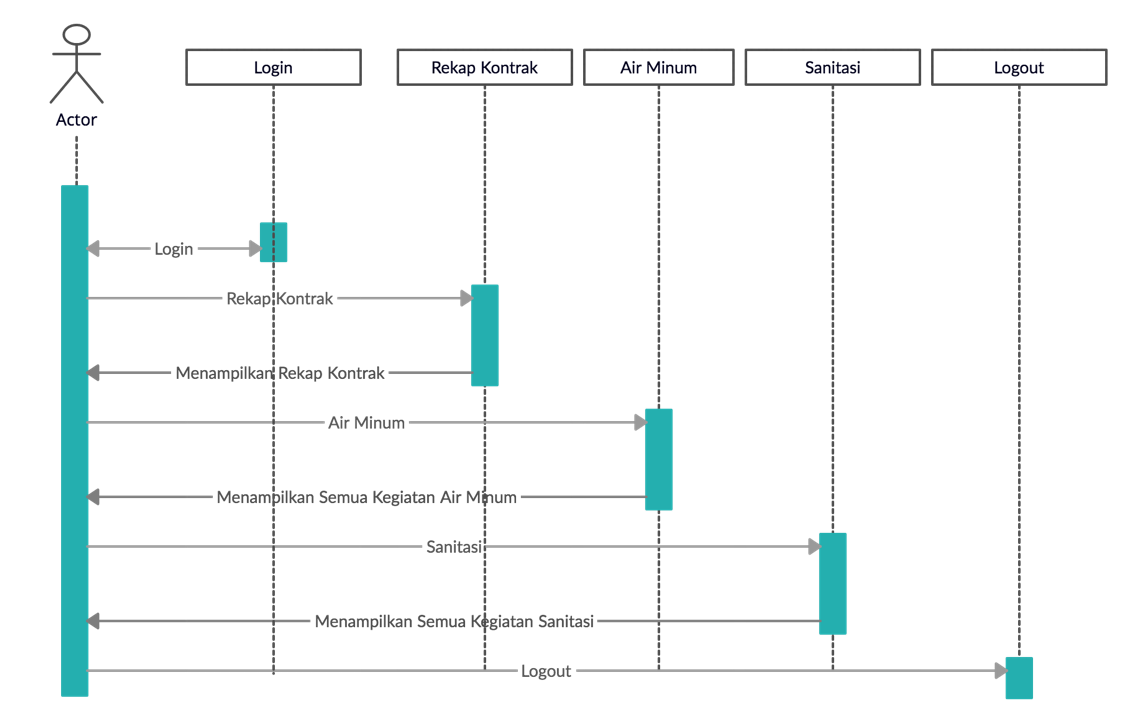 Actor
Login
Rekap Kontrak
Air Minum
Sanitasi
Logout
Login
Rekap Kontrak
Menampilkan Rekap Kontrak
Air Minum
Menampilkan Semua Kegiatan Air Minum
Sanitasi
Menampilkan Semua Kegiatan Sanitasi
Logout